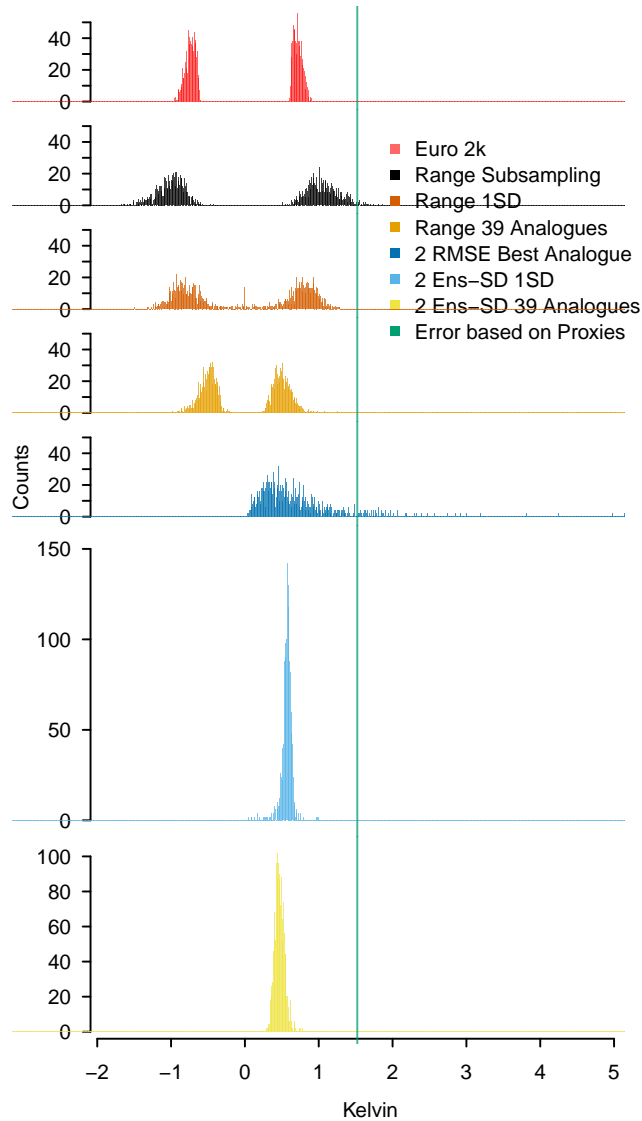 40
20
0
40
20
0
Euro 2k
Range Subsampling
Range 1SD
Range 39 Analogues
2 RMSE Best Analogue
2 Ens−SD 1SD
2 Ens−SD 39 Analogues
Error based on Proxies
40
20
0
40
20
0
40
20
0
Counts
150
100
50
0
100
80
60
40
20
0
−2 −1 0 1 2 3 4 5
Kelvin